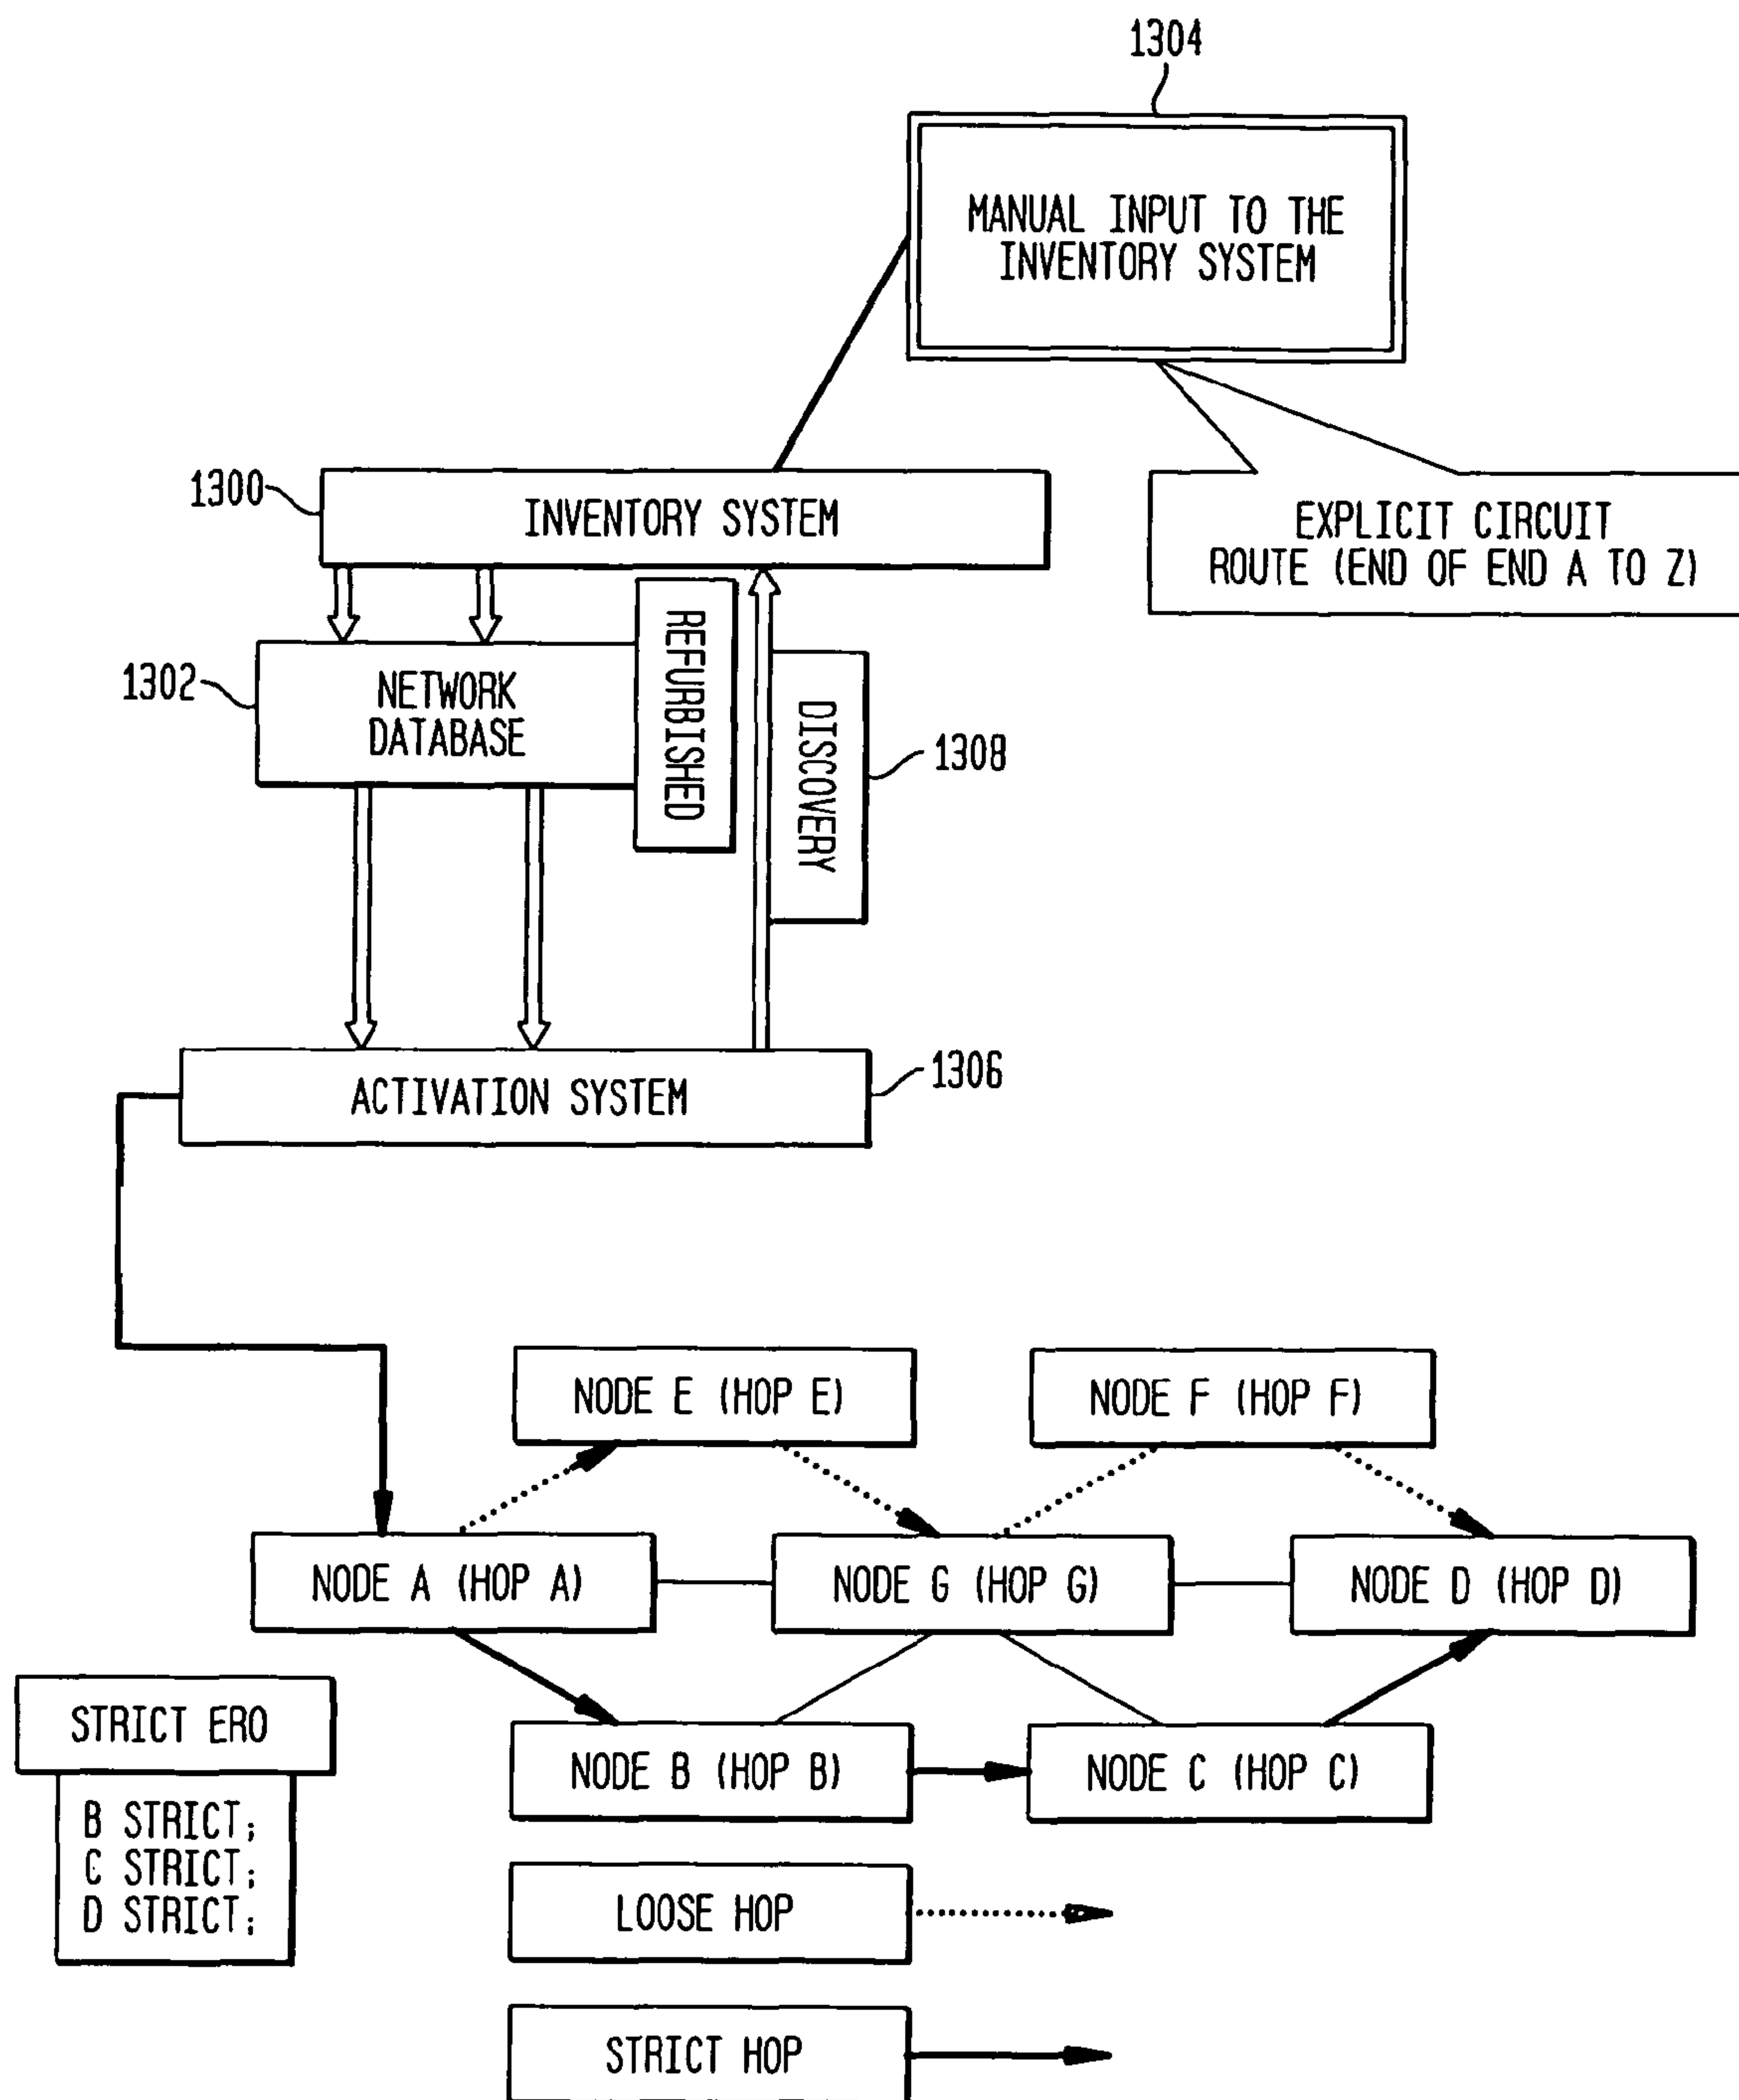 1304
MANUAL INPUT TO THE
INVENTORY SYSTEM
1300
INVENTORY SYSTEM
EXPLICIT CIRCUIT
ROUTE (END OF END A TO Z)
REFURBISHED
1302
NETWORK
DATABASE
DISCOVERY
1308
ACTIVATION SYSTEM
1306
NODE E (HOP E)
NODE F (HOP F)
NODE A (HOP A)
NODE G (HOP G)
NODE D (HOP D)
STRICT ERO
NODE B (HOP B)
NODE C (HOP C)
B STRICT;
C STRICT;
D STRICT;
LOOSE HOP
STRICT HOP